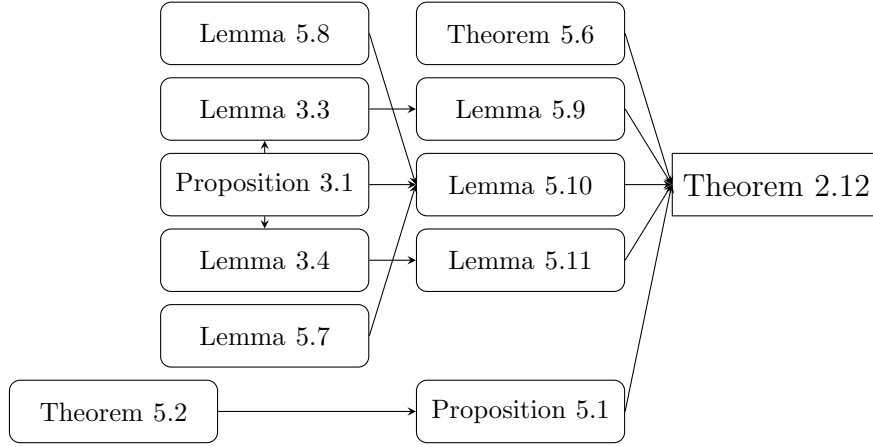 Lemma 5.8
Theorem 5.6
Lemma 3.3
Lemma 5.9
Proposition 3.1
Lemma 5.10
Theorem 2.12
Lemma 3.4
Lemma 5.11
Lemma 5.7
Theorem 5.2
Proposition 5.1